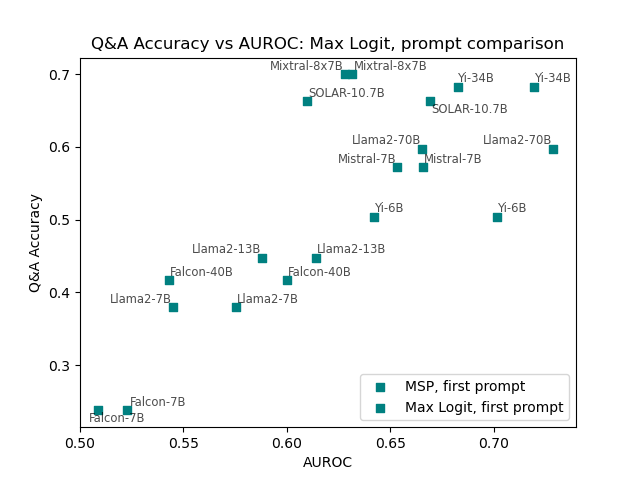 Q&A Accuracy vs AUROC: Max Logit, prompt comparison
Mixtral-8x7B Mixtral-8x7B
Yi-34B Yi-34B
SOLAR-10.7B
SOLAR-10.7B
Llama2-70B Llama2-70B
Mistral-7B Mistral-7B
Yi-6B Yi-6B
Llama2-13B Llama2-13B
Falcon-40B Falcon-40B
Llama2-7B Llama2-7B
Falcon-7B
Falcon-7B
MSP, first prompt
Max Logit, first prompt
0.7
0.6
0.5
0.4
0.3
Q&A Accuracy
0.50 0.55 0.60 0.65 0.70
AUROC